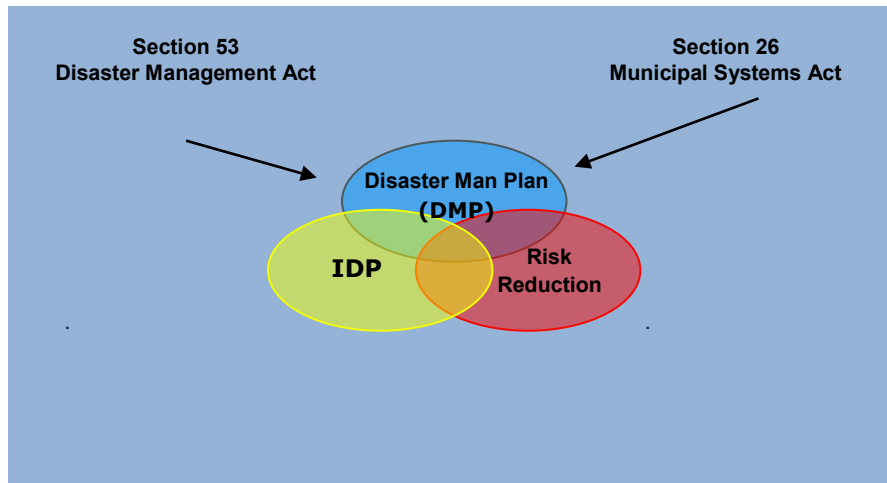 Section 53
Disaster Management Act
Section 26
Municipal Systems Act
Disaster Man Plan
(DMP)
IDP
Risk
Reduction